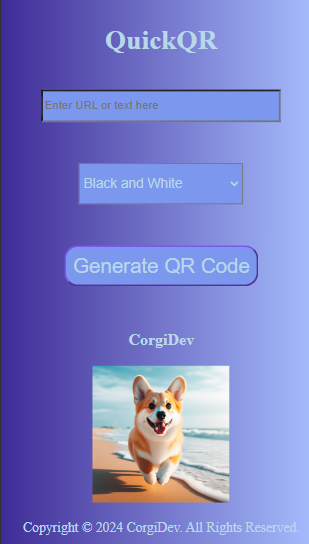 QuickQR
Enter URL or text here
Black and White
Generate QR Code
CorgiDev
Copyright © 2024 CorgiDev. All Rights Reserved.